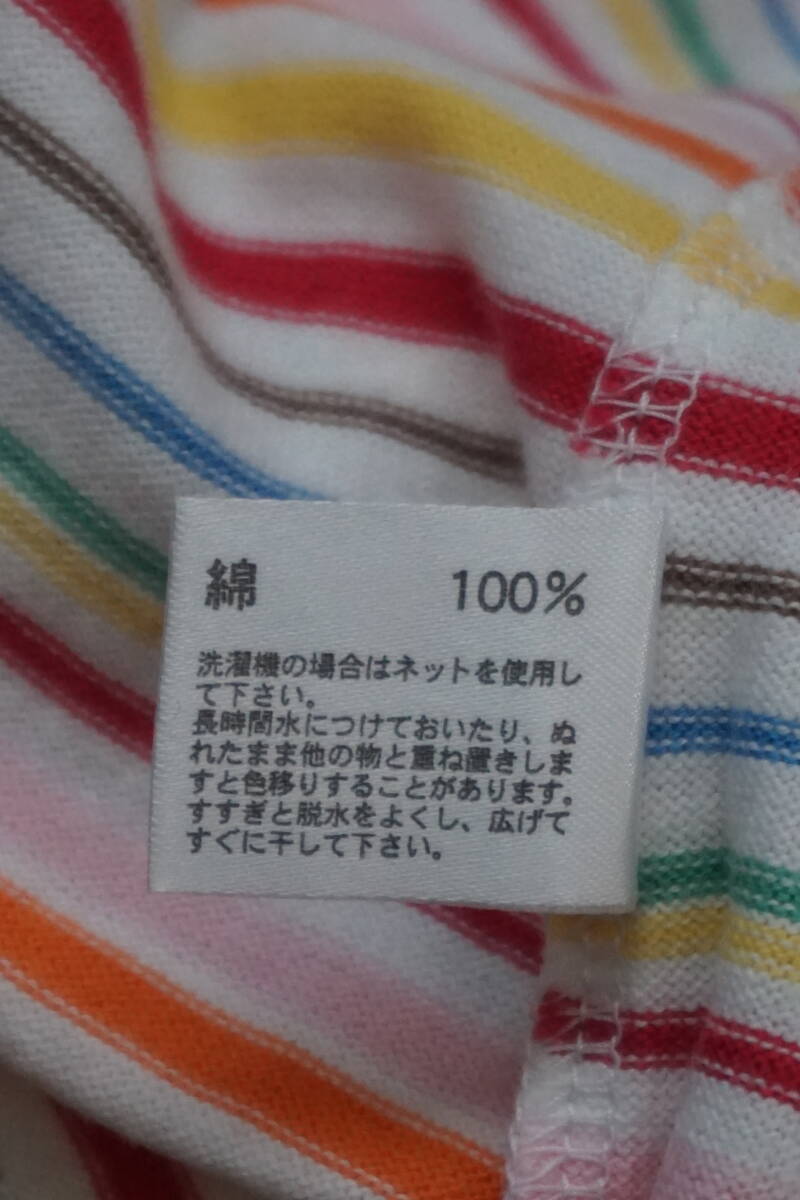 綿 100%
洗濯機の場合はネットを使用し
て下さい。
長時間水につけておいたり、ぬ
れたまま他の物と重ね置きしま
すと色移りすることがあります。
すすぎと脱水をよくし、広げて
すぐに干して下さい。